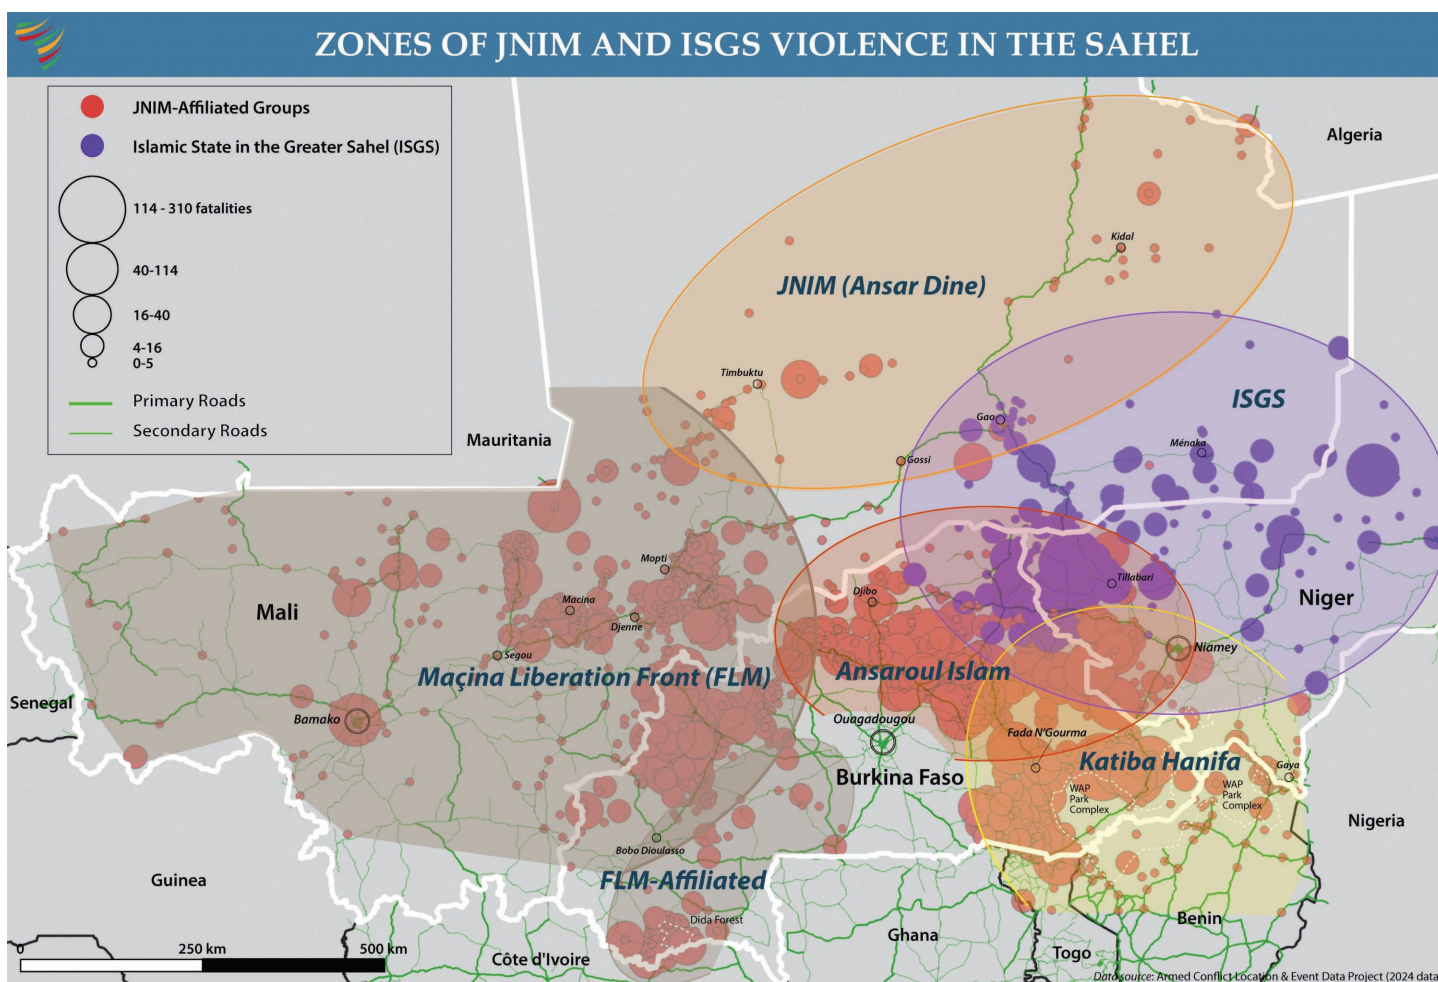 ZONES OF JNIM AND ISGS VIOLENCE IN THE SAHEL
JNIM-Affiliated Groups
Islamic State in the Greater Sahel (ISGS)
114 - 310 fatalities
40-114
16-40
4-16
0-5
Primary Roads
Secondary Roads
Algeria
Kidal
JNIM (Ansar Dine)
Timbuktu
ISGS
Gao
Mauritania
Ménaka
Gossi
Mopti
Tillabari
Djibo
Macina
Niger
Mali
Djenne
Niamey
Segou
Maçina Liberation Front (FLM)
Ansaroul Islam
Senegal
Bamako
Ouagadougou
Fada N'Gourma
Katiba Hanifa
Gaya
Burkina Faso
WAP
Park
Complex
WAP
Park
Complex
Nigeria
Bobo Dioulasso
Guinea
FLM-Affiliated
Dida Forest
Benin
Ghana
Togo
Côte d'Ivoire
0
250 km
500 km
Data source: Armed Conflict Location & Event Data Project (2024 data